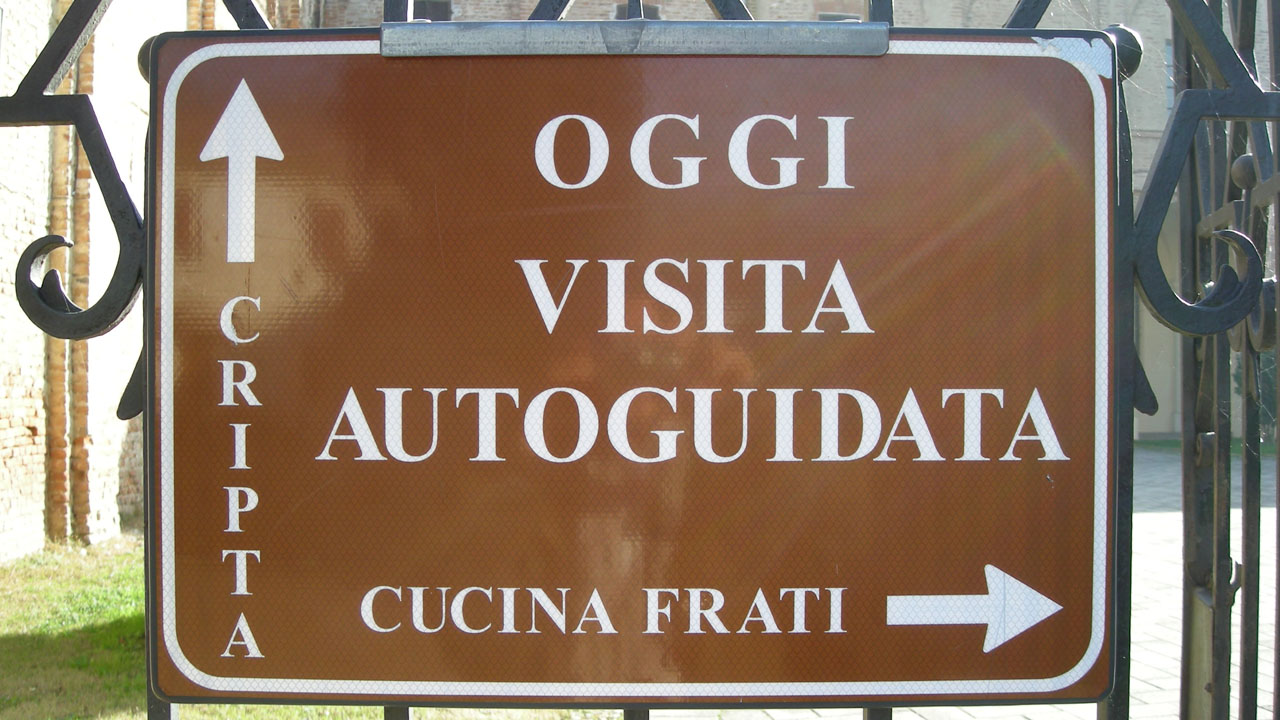 OGGI
VISITA
AUTOGUIDATA
CRIPTA
CUCINA FRATI